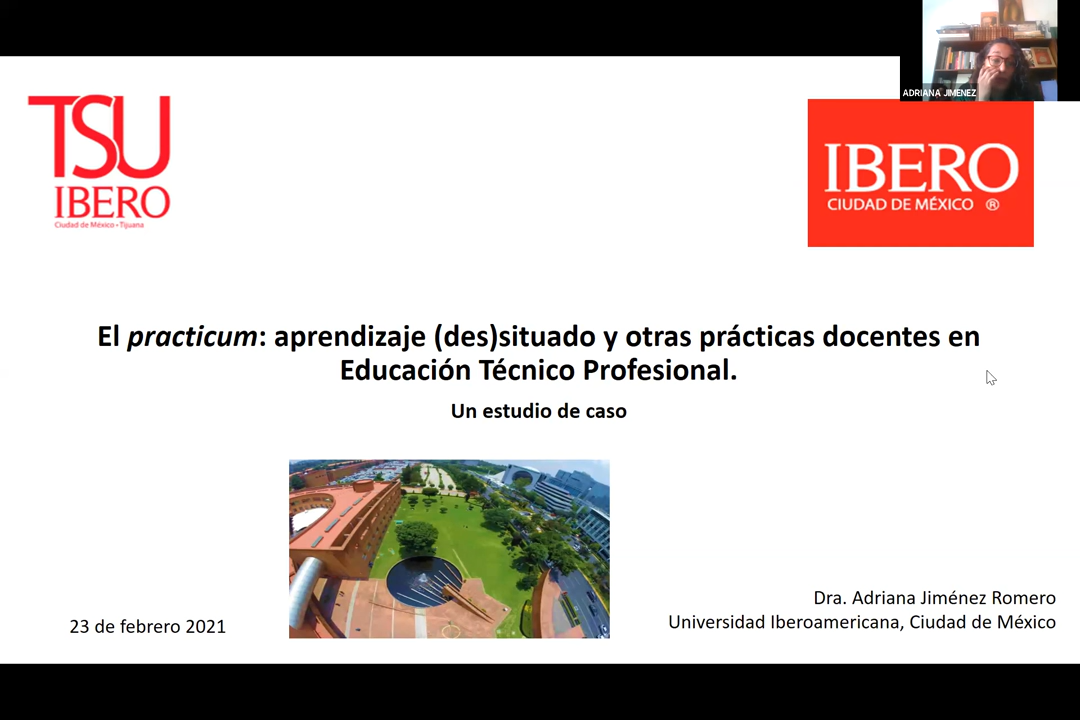 ADRIANA JIMENEZ
TSU
IBERO
Ciudad de México • Tijuana
IBERO
CIUDAD DE MÉXICO ®
El practicum: aprendizaje (des)situado y otras prácticas docentes en
Educación Técnico Profesional.
Un estudio de caso
23 de febrero 2021
Dra. Adriana Jiménez Romero
Universidad Iberoamericana, Ciudad de México